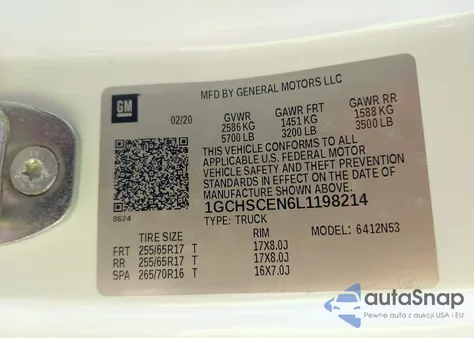 GM
MFD BY GENERAL MOTORS LLC
02/20 GVWR GAWR FRT GAWR RR
2586 KG 1451 KG 1588 KG
5700 LB 3200 LB 3500 LB
THIS VEHICLE CONFORMS TO ALL
APPLICABLE U.S. FEDERAL MOTOR
VEHICLE SAFETY AND THEFT PREVENTION
STANDARDS IN EFFECT ON THE DATE OF
MANUFACTURE SHOWN ABOVE.
1GCHSCEN6L1198214
8624 TYPE: TRUCK
MODEL: 6412N53
TIRE SIZE RIM
FRT 255/65R17 T 17X8.0J
RR 255/65R17 T 17X8.0J
SPA 265/70R16 T 16X7.0J
autoSnap
Pewne auta z USA i EU